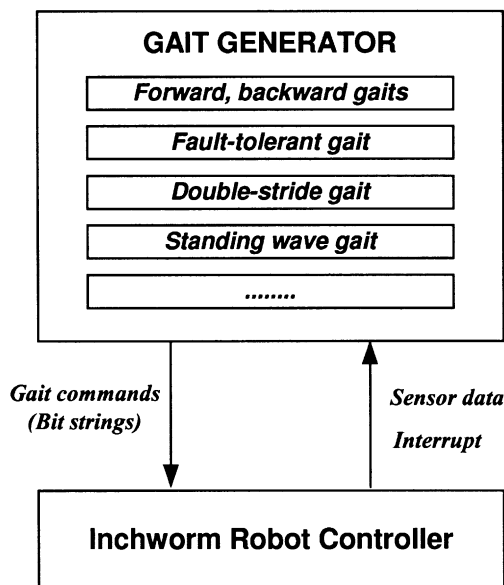 GAIT GENERATOR
Forward, backward gaits
Fault-tolerant gait
Double-stride gait
Standing wave gait
........
Gait commands
(Bit strings)
Sensor data
Interrupt
Inchworm Robot Controller